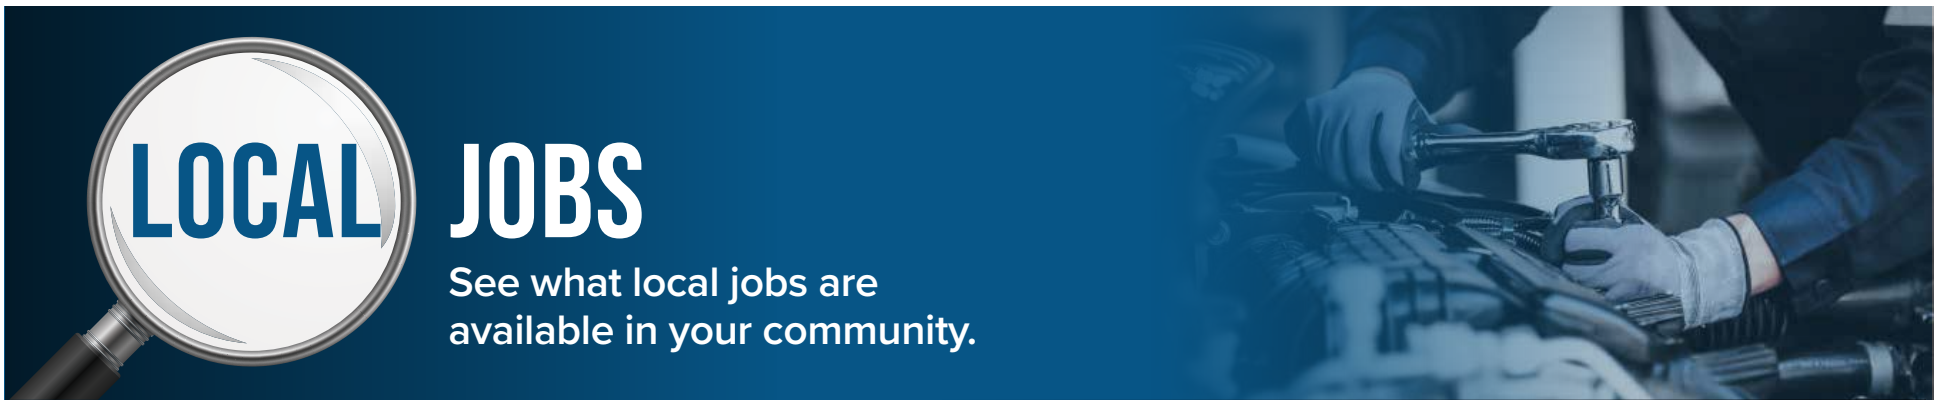 LOCAL JOBS
See what local jobs are
available in your community.